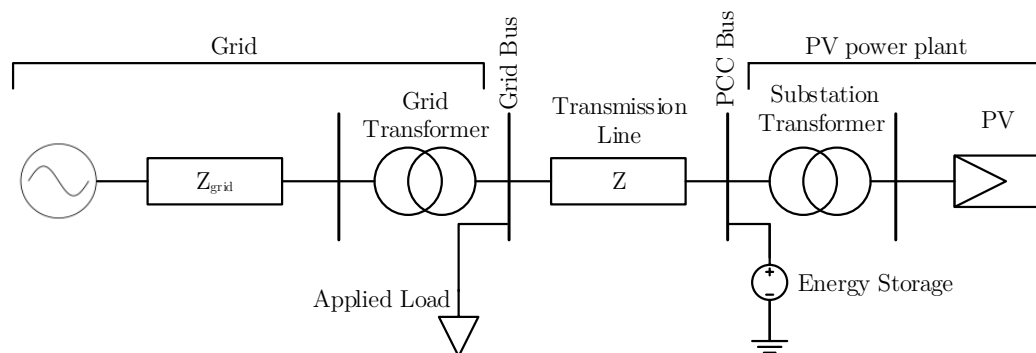 Grid
Grid Bus
PCC Bus
PV power plant
Grid
Transformer
Transmission
Line
Substation
Transformer
PV
Zgrid
Z
Applied Load
+
−
Energy Storage